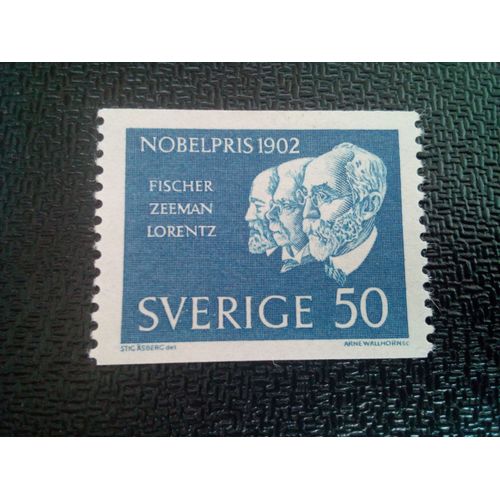 NOBELPRIS 1902
FISCHER
ZEEMAN
LORENTZ
SVERIGE 50
STIG ÅSBERG del. ARNE WALLHORN sc.